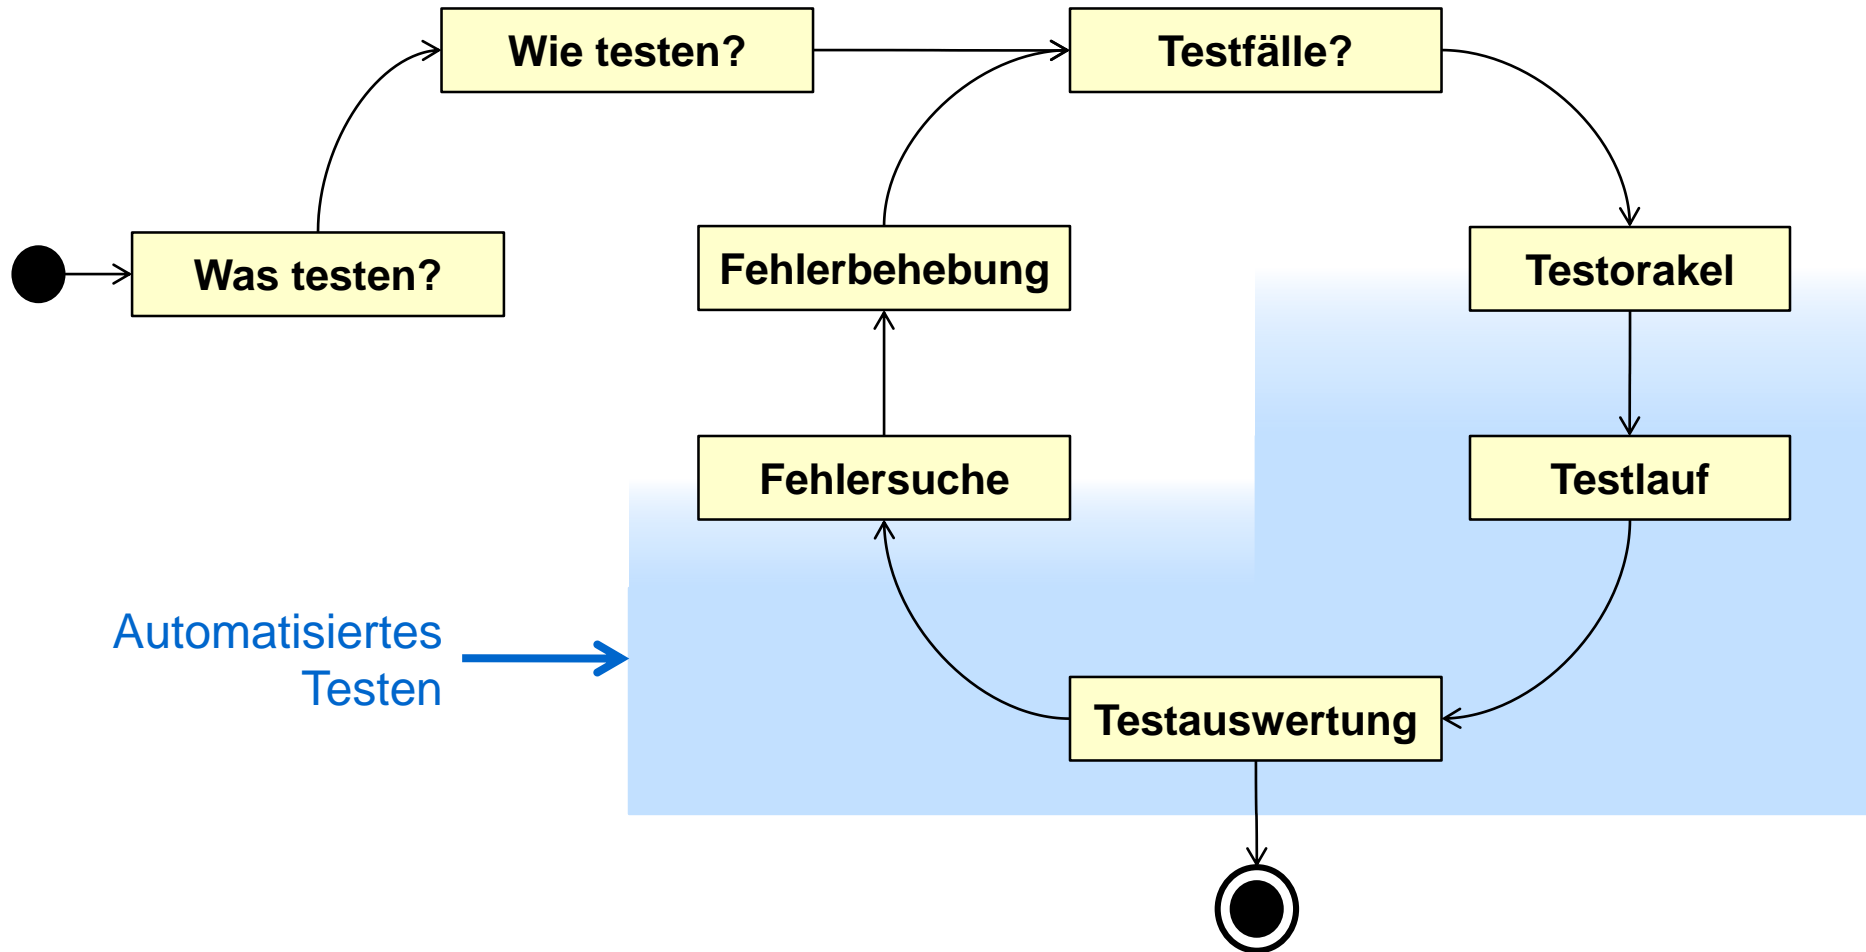 Wie testen?
Testfälle?
Was testen?
Fehlerbehebung
Testorakel
Fehlersuche
Testlauf
Automatisiertes
Testen
Testauswertung